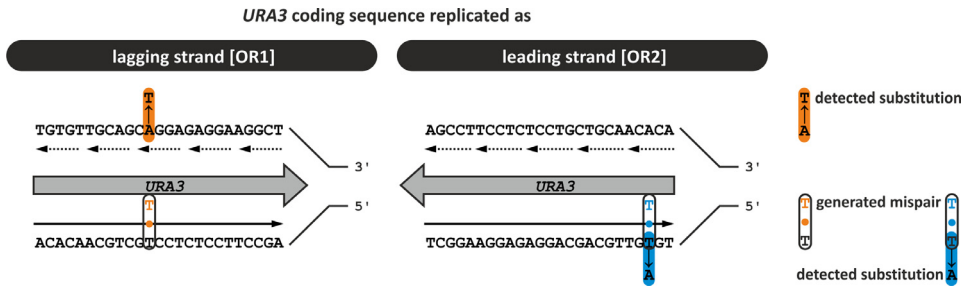 URA3 coding sequence replicated as
lagging strand [OR1]
leading strand [OR2]
T
TGTGTTGCAGCAGGAGAGGAAGGCT
3'
URA3
5'
T
ACACAACGTCGTCCTCTCCTTCCGA
AGCCTTCCTCTCCTGCTGCAACACA
3'
URA3
5'
T
TCGGAAGGAGAGGACGACGTTGTGT
A
T
detected substitution
A
T
generated mispair
T
T
T
detected substitution
A